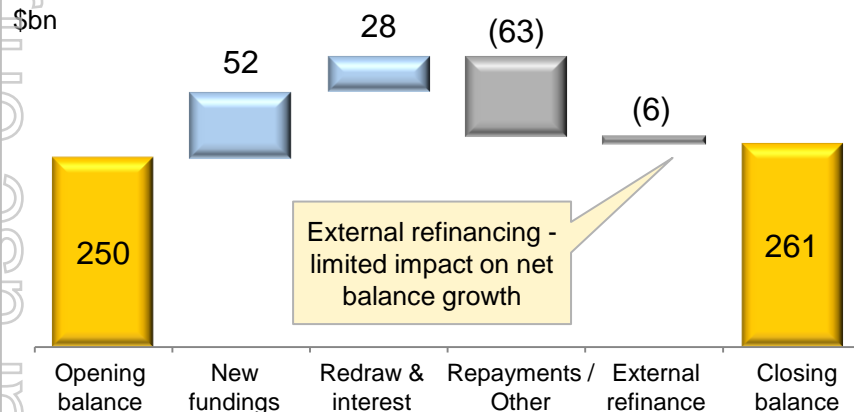 $bn
52
28
(63)
(6)
250
261
External refinancing -
limited impact on net
balance growth
Opening
balance
New
fundings
Redraw &
interest
Repayments /
Other
External
refinance
Closing
balance